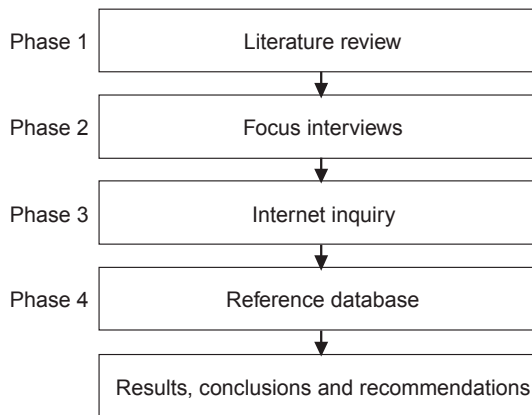 Phase 1 Literature review
Phase 2 Focus interviews
Phase 3 Internet inquiry
Phase 4 Reference database
Results, conclusions and recommendations